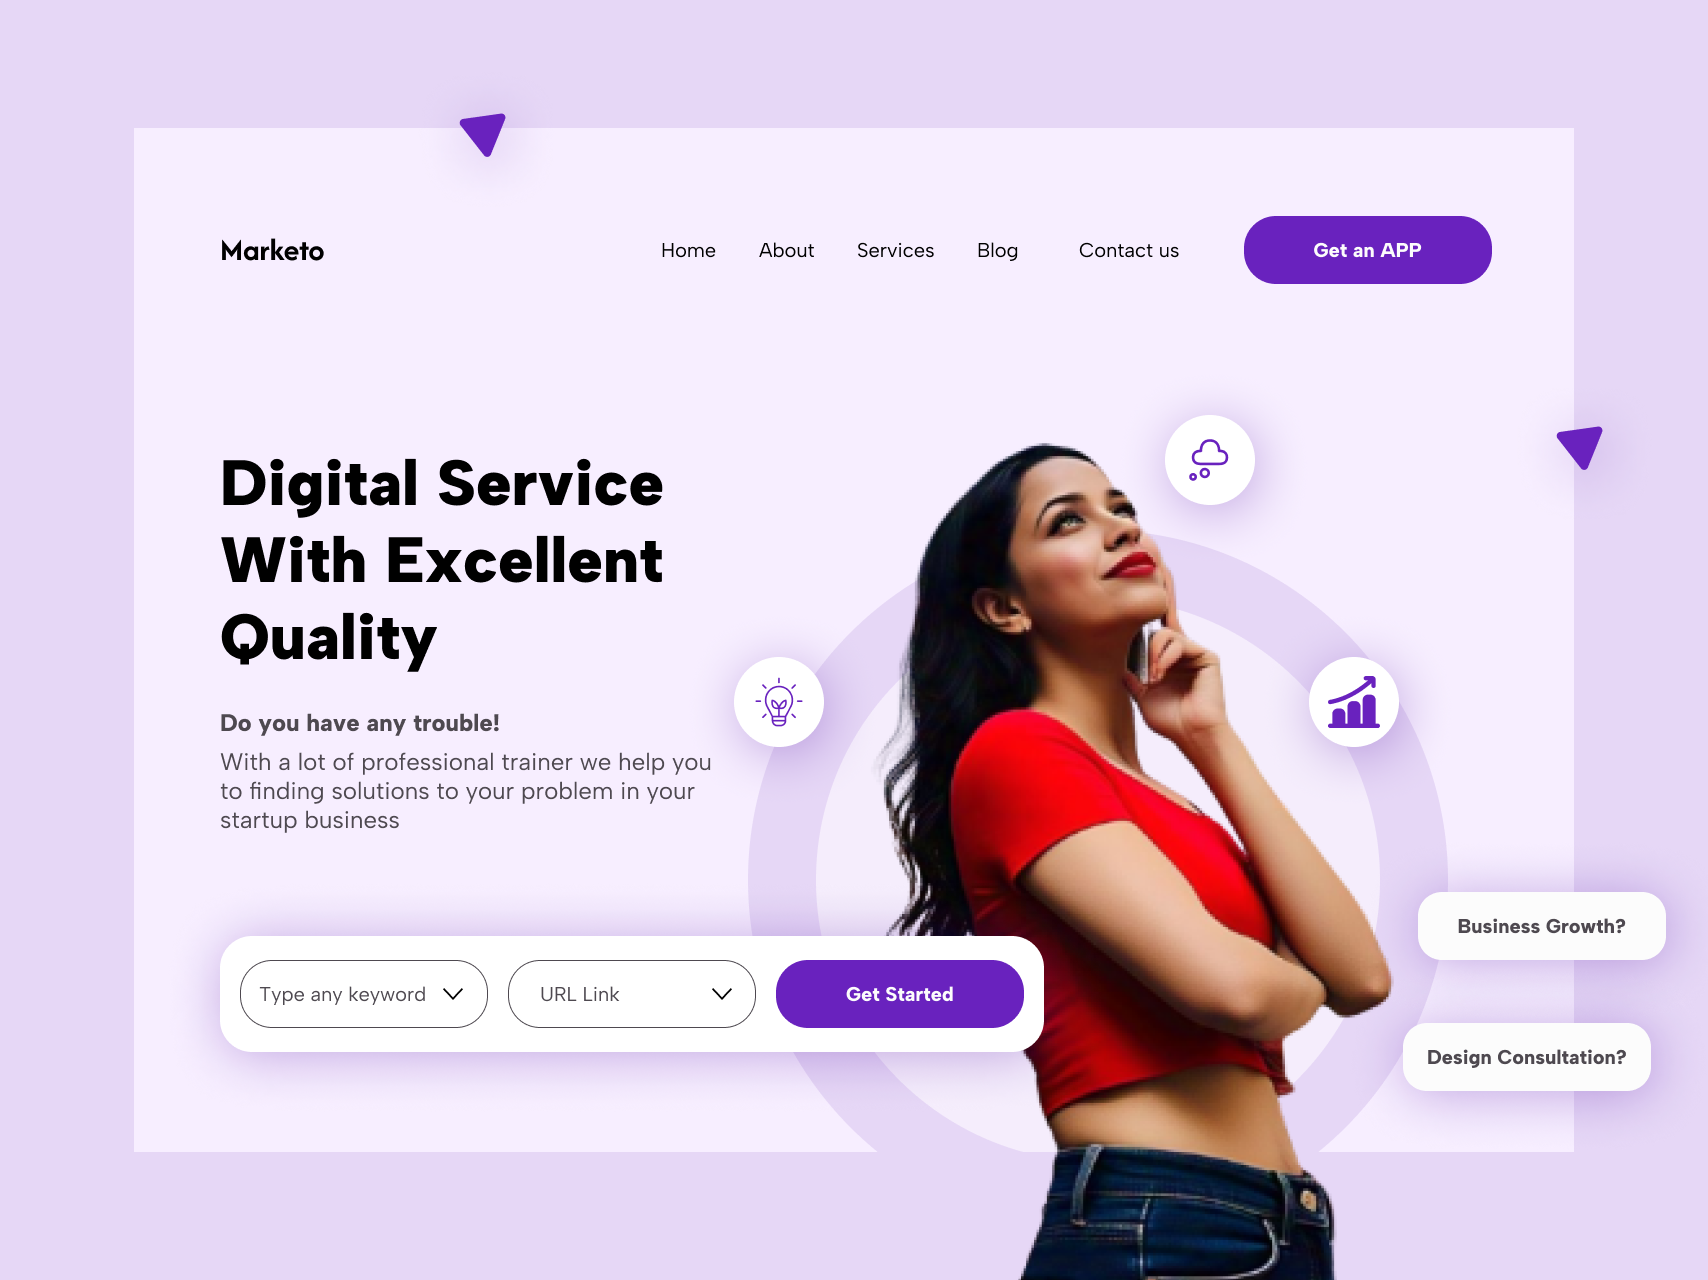 Marketo
Home
About
Services
Blog
Contact us
Get an APP
Digital Service
With Excellent
Quality
Do you have any trouble!
With a lot of professional trainer we help you
to finding solutions to your problem in your
startup business
Type any keyword
URL Link
Get Started
Business Growth?
Design Consultation?